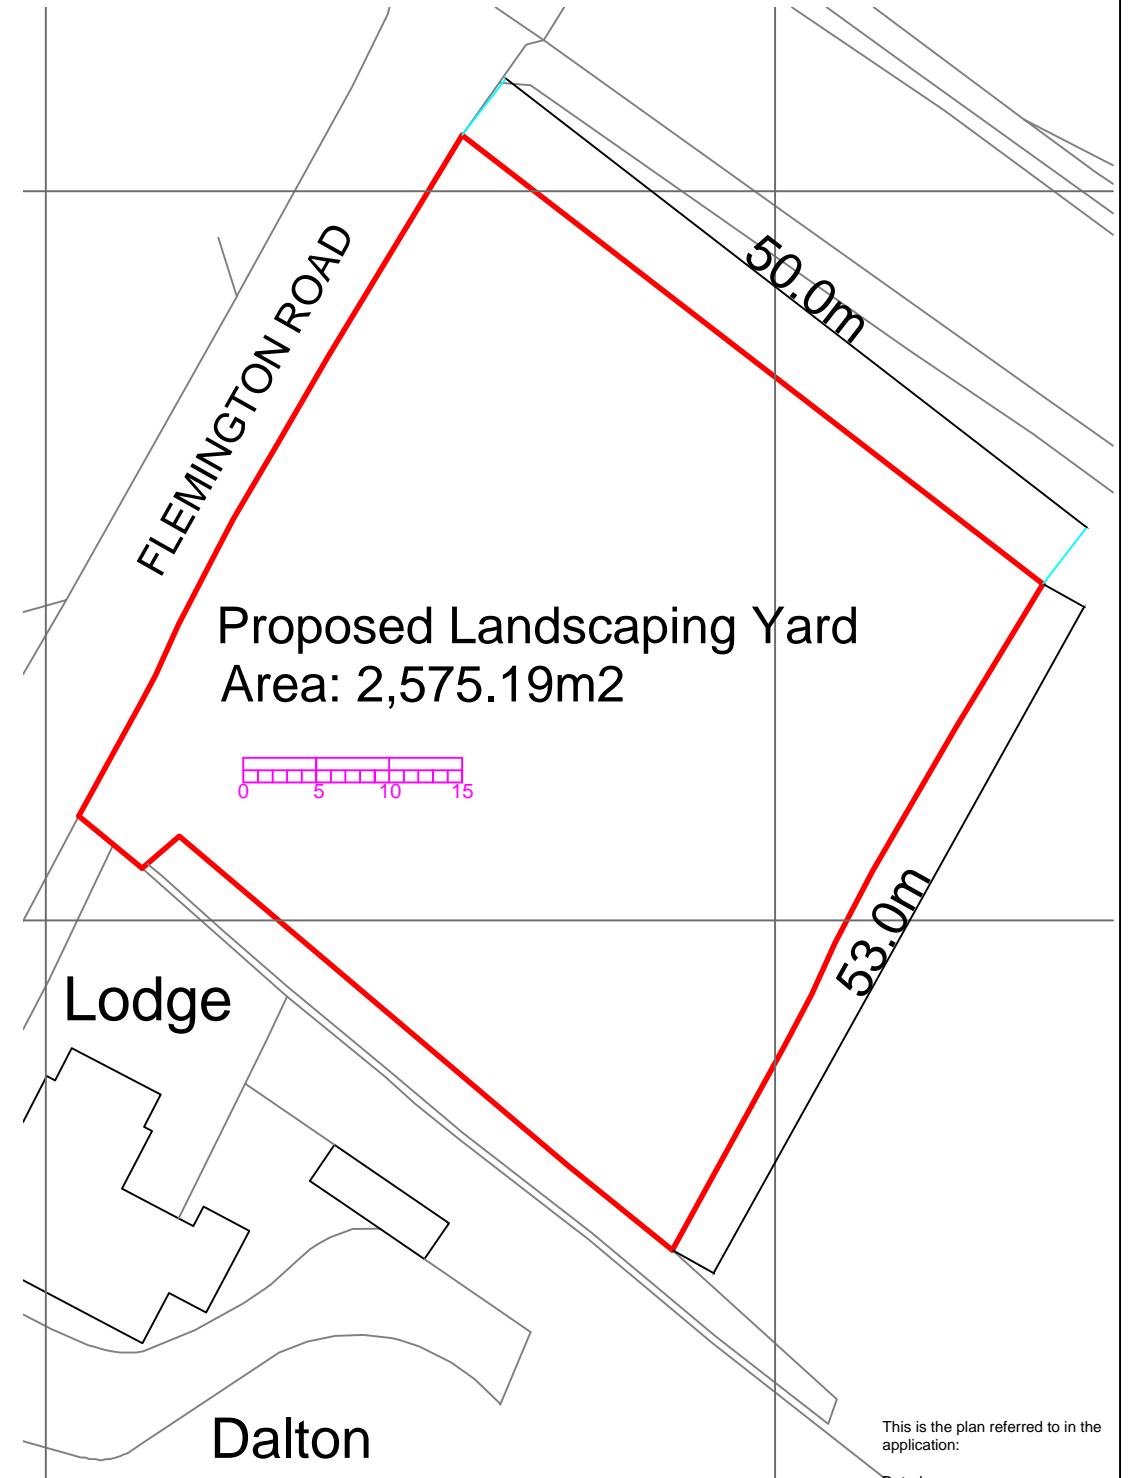 FLEMINGTON ROAD
50.0m
Proposed Landscaping Yard
Area: 2,575.19m2
0 5 10 15
53.0m
Lodge
Dalton
This is the plan referred to in the
application: